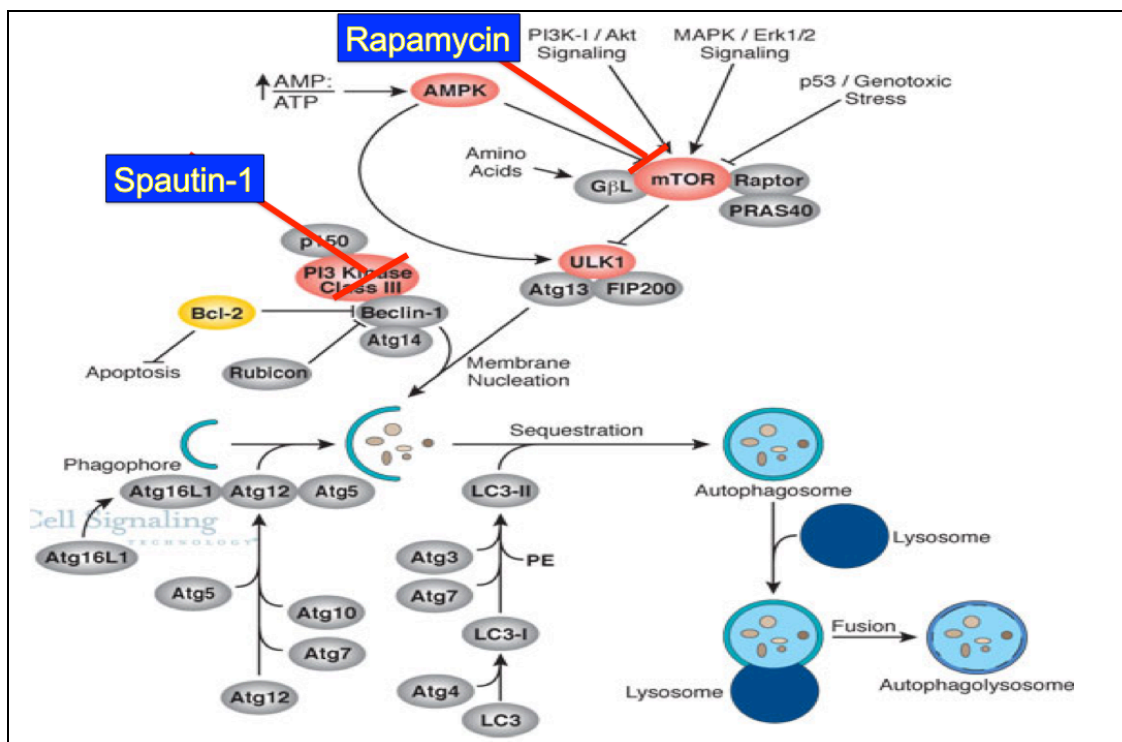 Rapamycin
PI3K-I / Akt
Signaling
MAPK / Erk1/2
Signaling
p53 / Genotoxic
Stress
AMP:
ATP
AMPK
Spautin-1
Amino
Acids
GβL
mTOR
Raptor
PRAS40
p150
PI3 Kinase
Class III
ULK1
Atg13
FIP200
Bcl-2
Beclin-1
Atg14
Apoptosis
Rubicon
Membrane
Nucleation
Phagophore
Sequestration
Atg16L1
Atg12
Atg5
LC3-II
Autophagosome
Cell Signaling
TECHNOLOGY®
Atg16L1
Atg3
PE
Lysosome
Atg5
Atg7
Atg10
LC3-I
Fusion
Atg7
Atg12
Atg4
LC3
Lysosome
Autophagolysosome